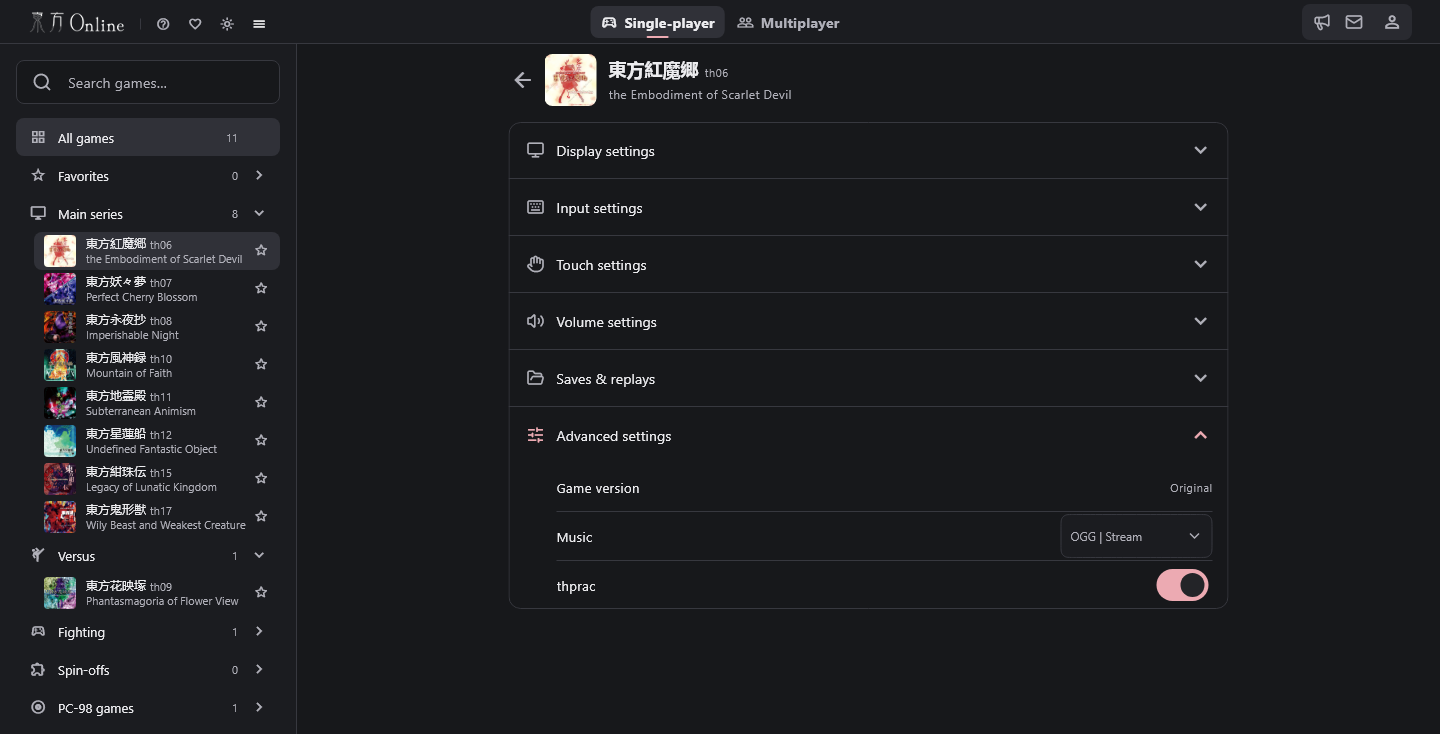 東方 Online
Single-player
Multiplayer
Search games...
All games 11
Favorites 0
Main series 8
東方紅魔郷 th06
the Embodiment of Scarlet Devil
東方妖々夢 th07
Perfect Cherry Blossom
東方永夜抄 th08
Imperishable Night
東方風神録 th10
Mountain of Faith
東方地霊殿 th11
Subterranean Animism
東方星蓮船 th12
Undefined Fantastic Object
東方紺珠伝 th15
Legacy of Lunatic Kingdom
東方鬼形獣 th17
Wily Beast and Weakest Creature
Versus 1
東方花映塚 th09
Phantasmagoria of Flower View
Fighting 1
Spin-offs 0
PC-98 games 1
東方紅魔郷 th06
the Embodiment of Scarlet Devil
Display settings
Input settings
Touch settings
Volume settings
Saves & replays
Advanced settings
Game version Original
Music OGG | Stream
thprac